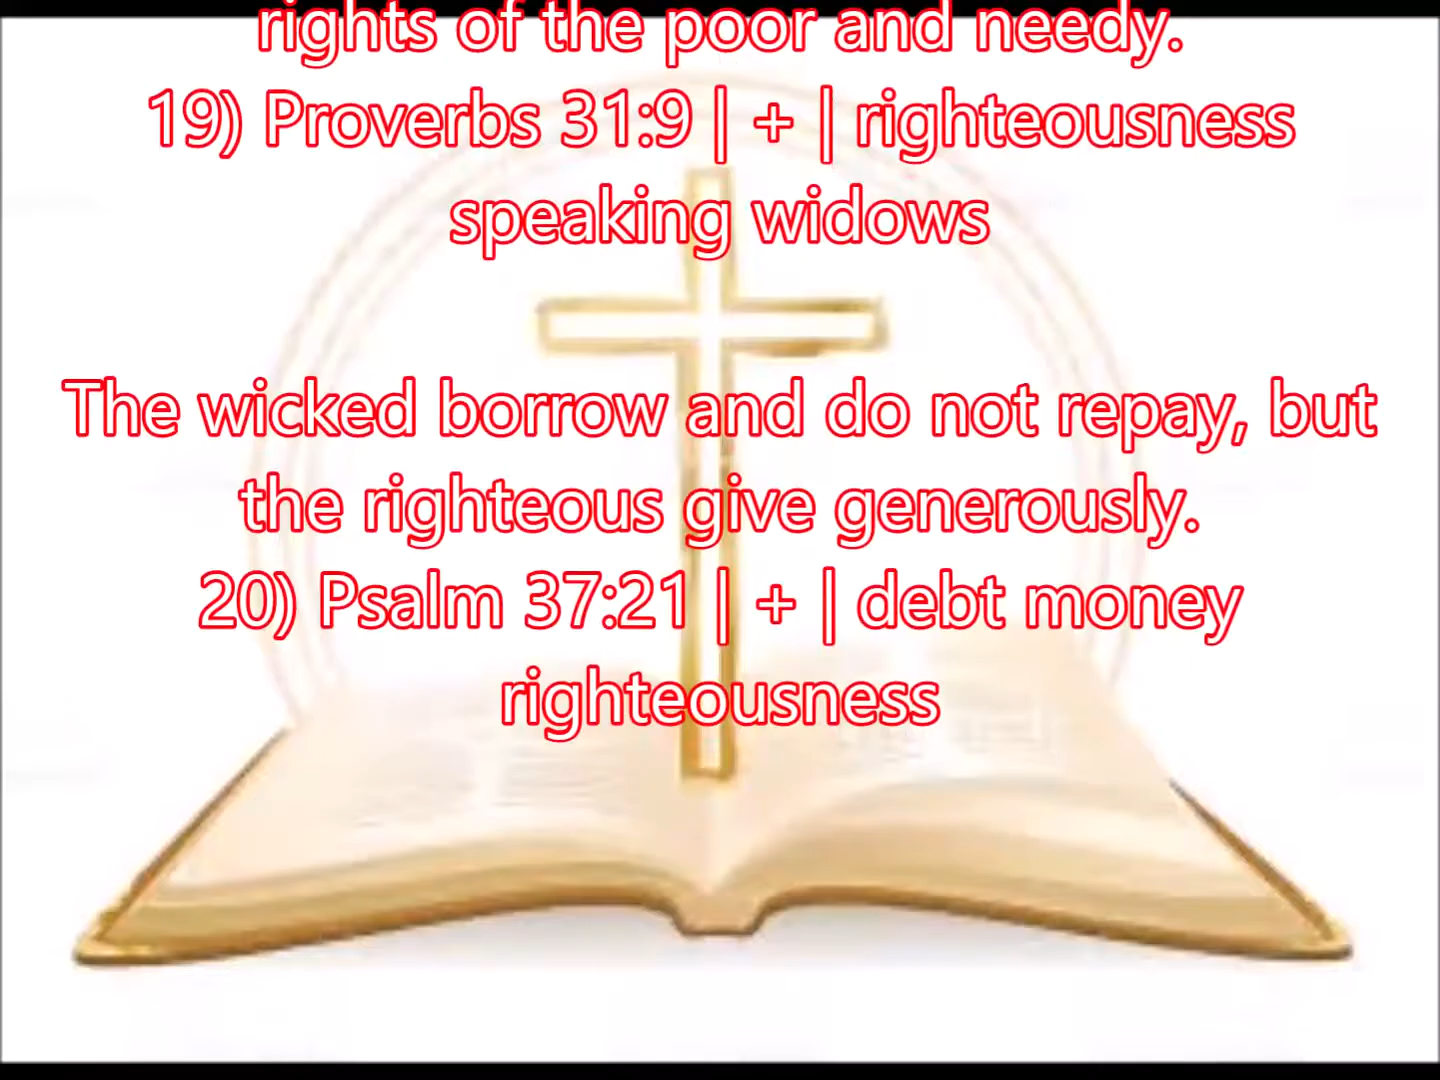 rights of the poor and needy.
19) Proverbs 31:9 | + | righteousness
speaking widows
The wicked borrow and do not repay, but
the righteous give generously.
20) Psalm 37:21 | + | debt money
righteousness